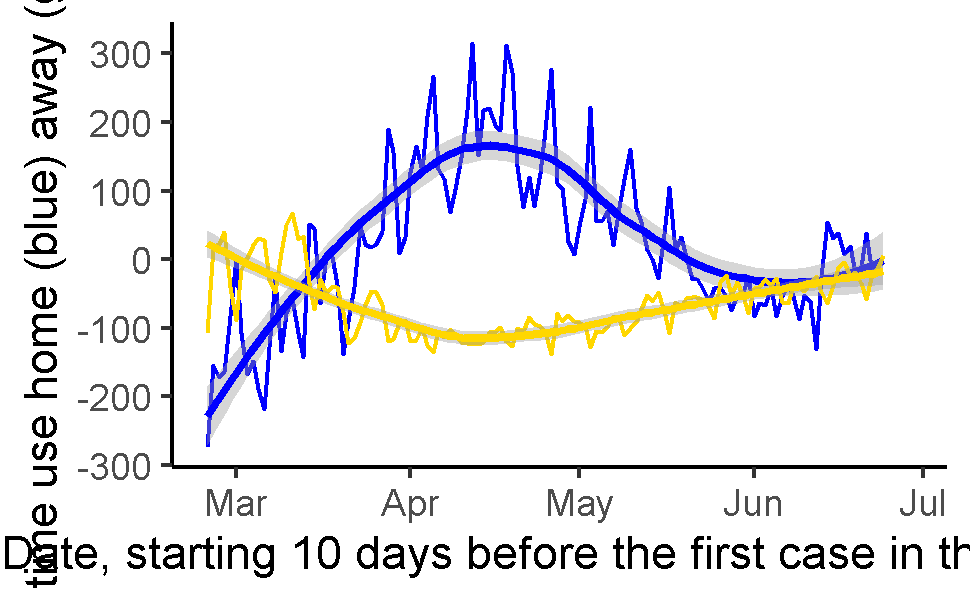 time use home (blue) away (
300
200
100
0
-100
-200
-300
Mar Apr May Jun Jul
Date, starting 10 days before the first case in th